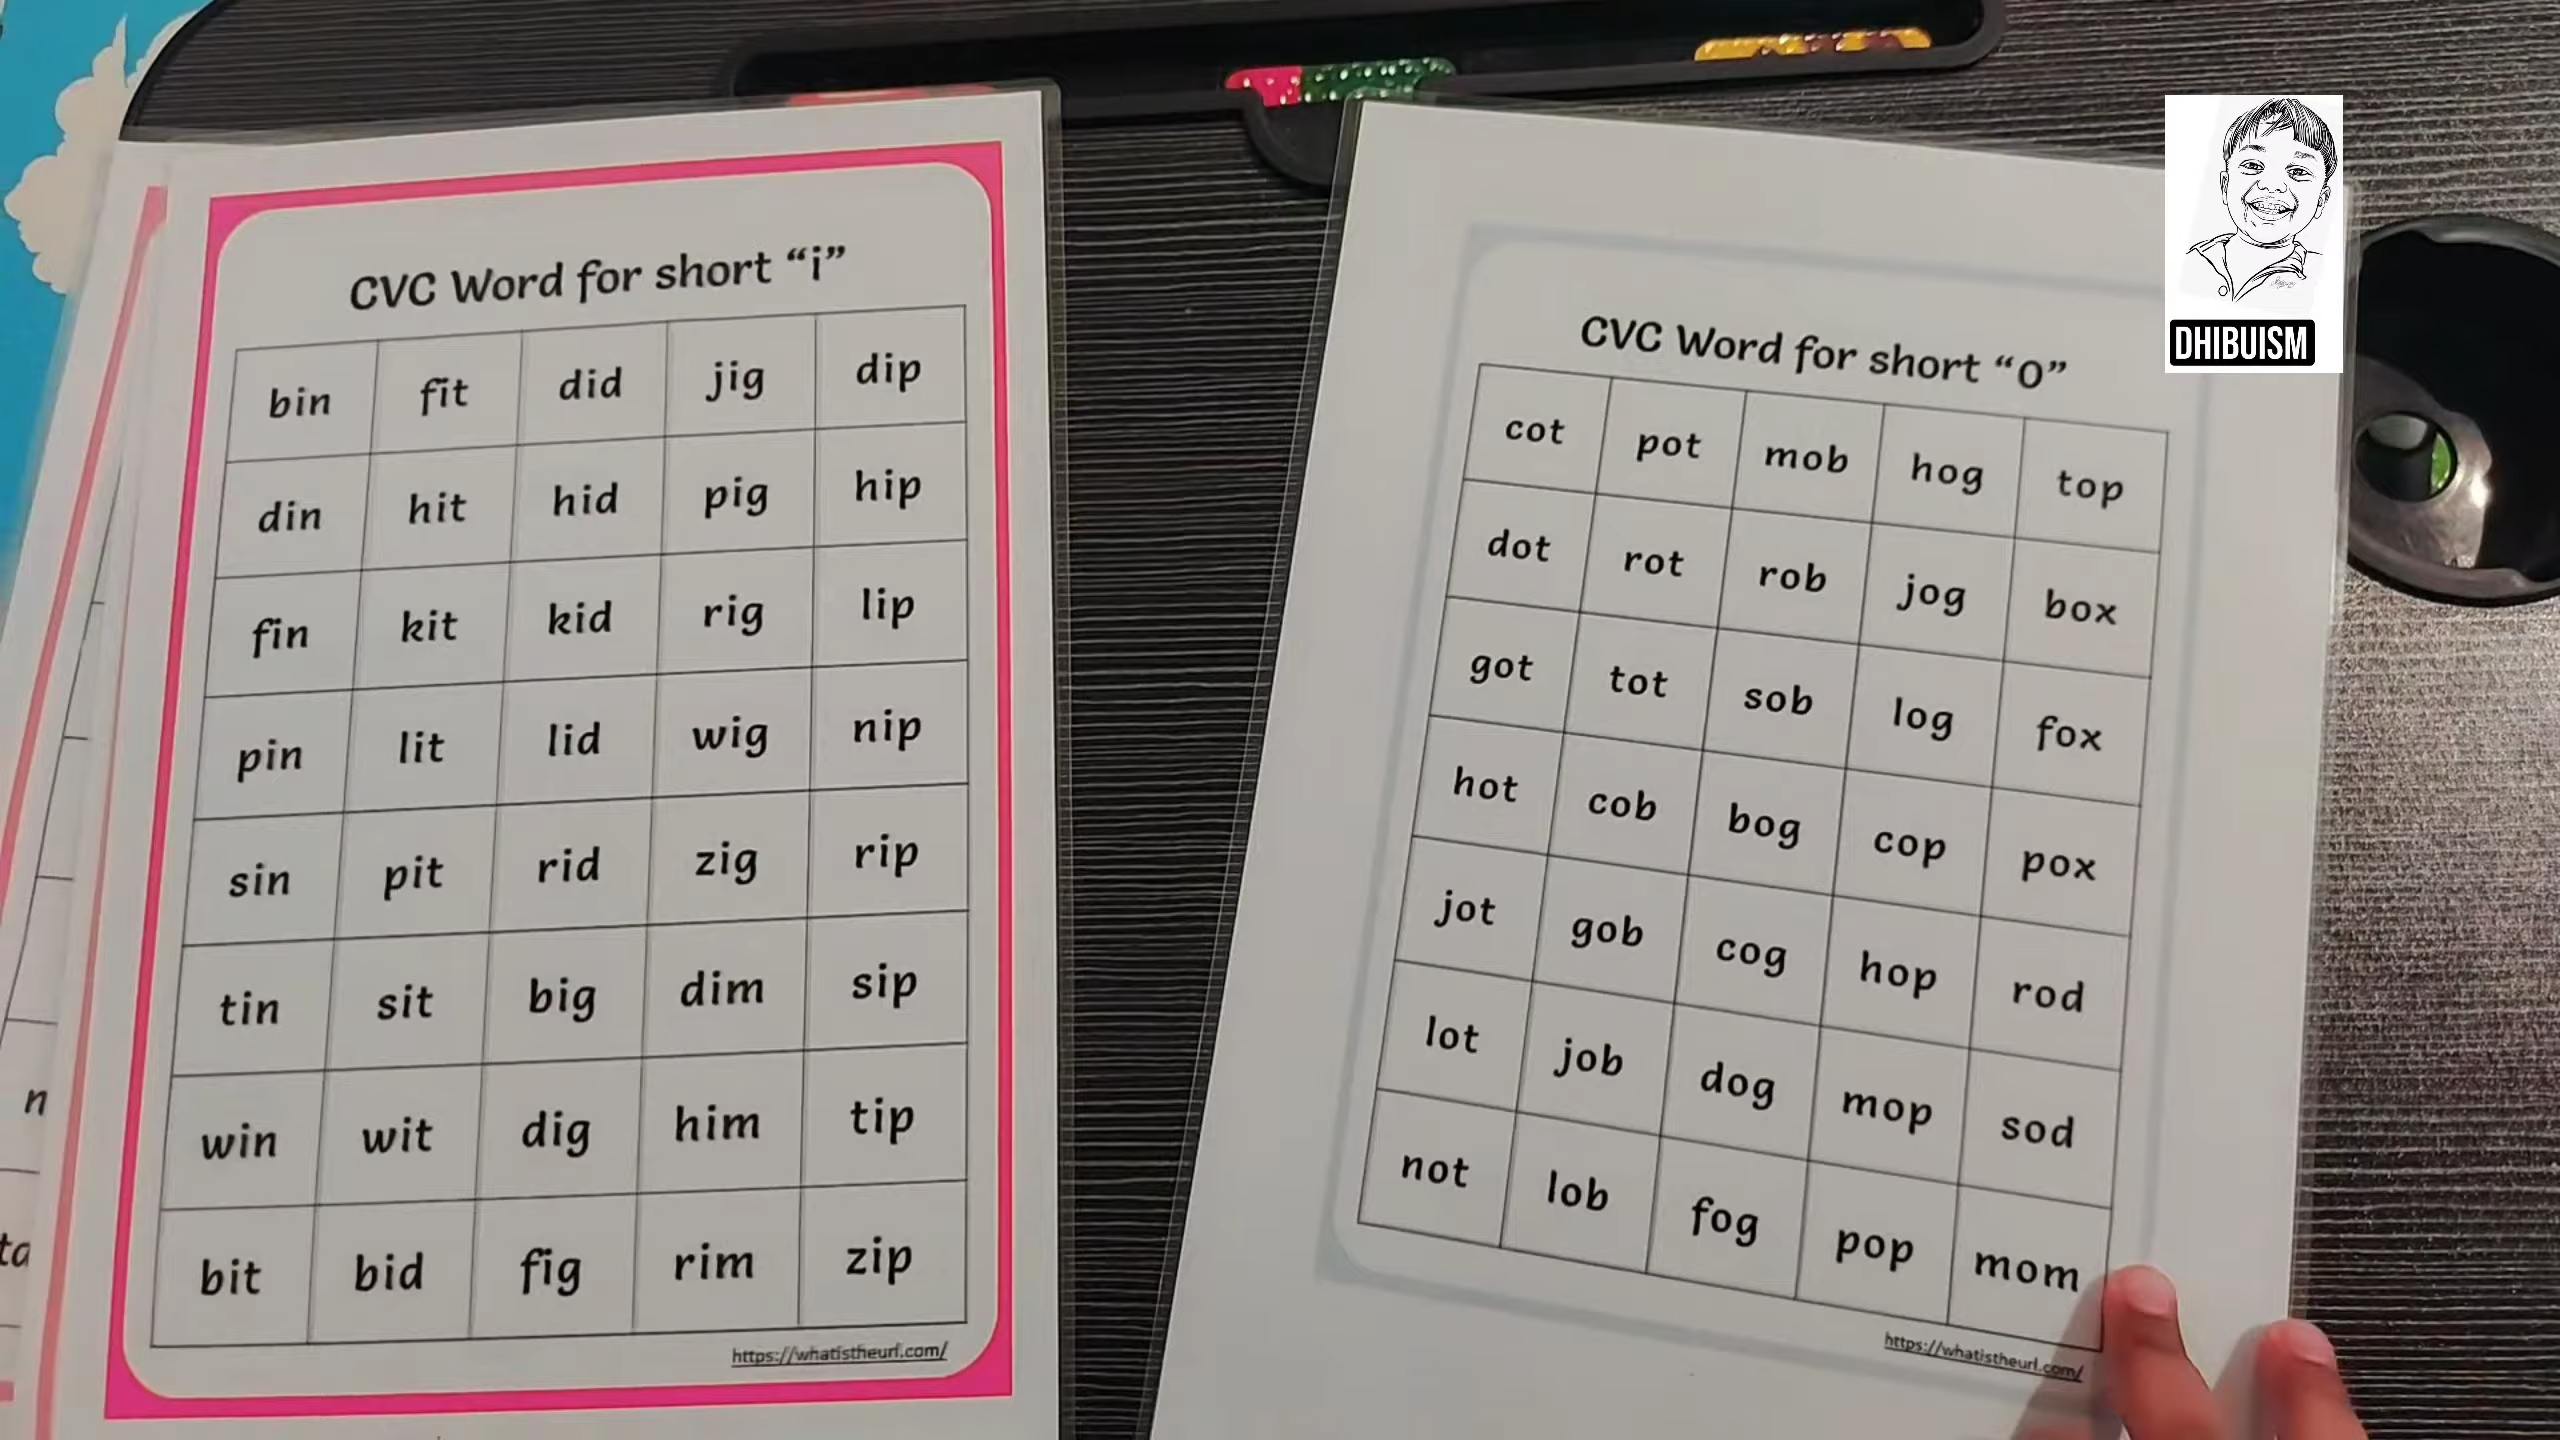 CVC Word for short “i”
bin fit did jig dip
din hit hid pig hip
fin kit kid rig lip
pin lit lid wig nip
sin pit rid zig rip
tin sit big dim sip
win wit dig him tip
bit bid fig rim zip
https://whatistheurl.com/
CVC Word for short “O”
cot pot mob hog top
dot rot rob jog box
got tot sob log fox
hot cob bog cop pox
jot gob cog hop rod
lot job dog mop sod
not lob fog pop mom
https://whatistheurl.com/
DHIBUISM
n
ta